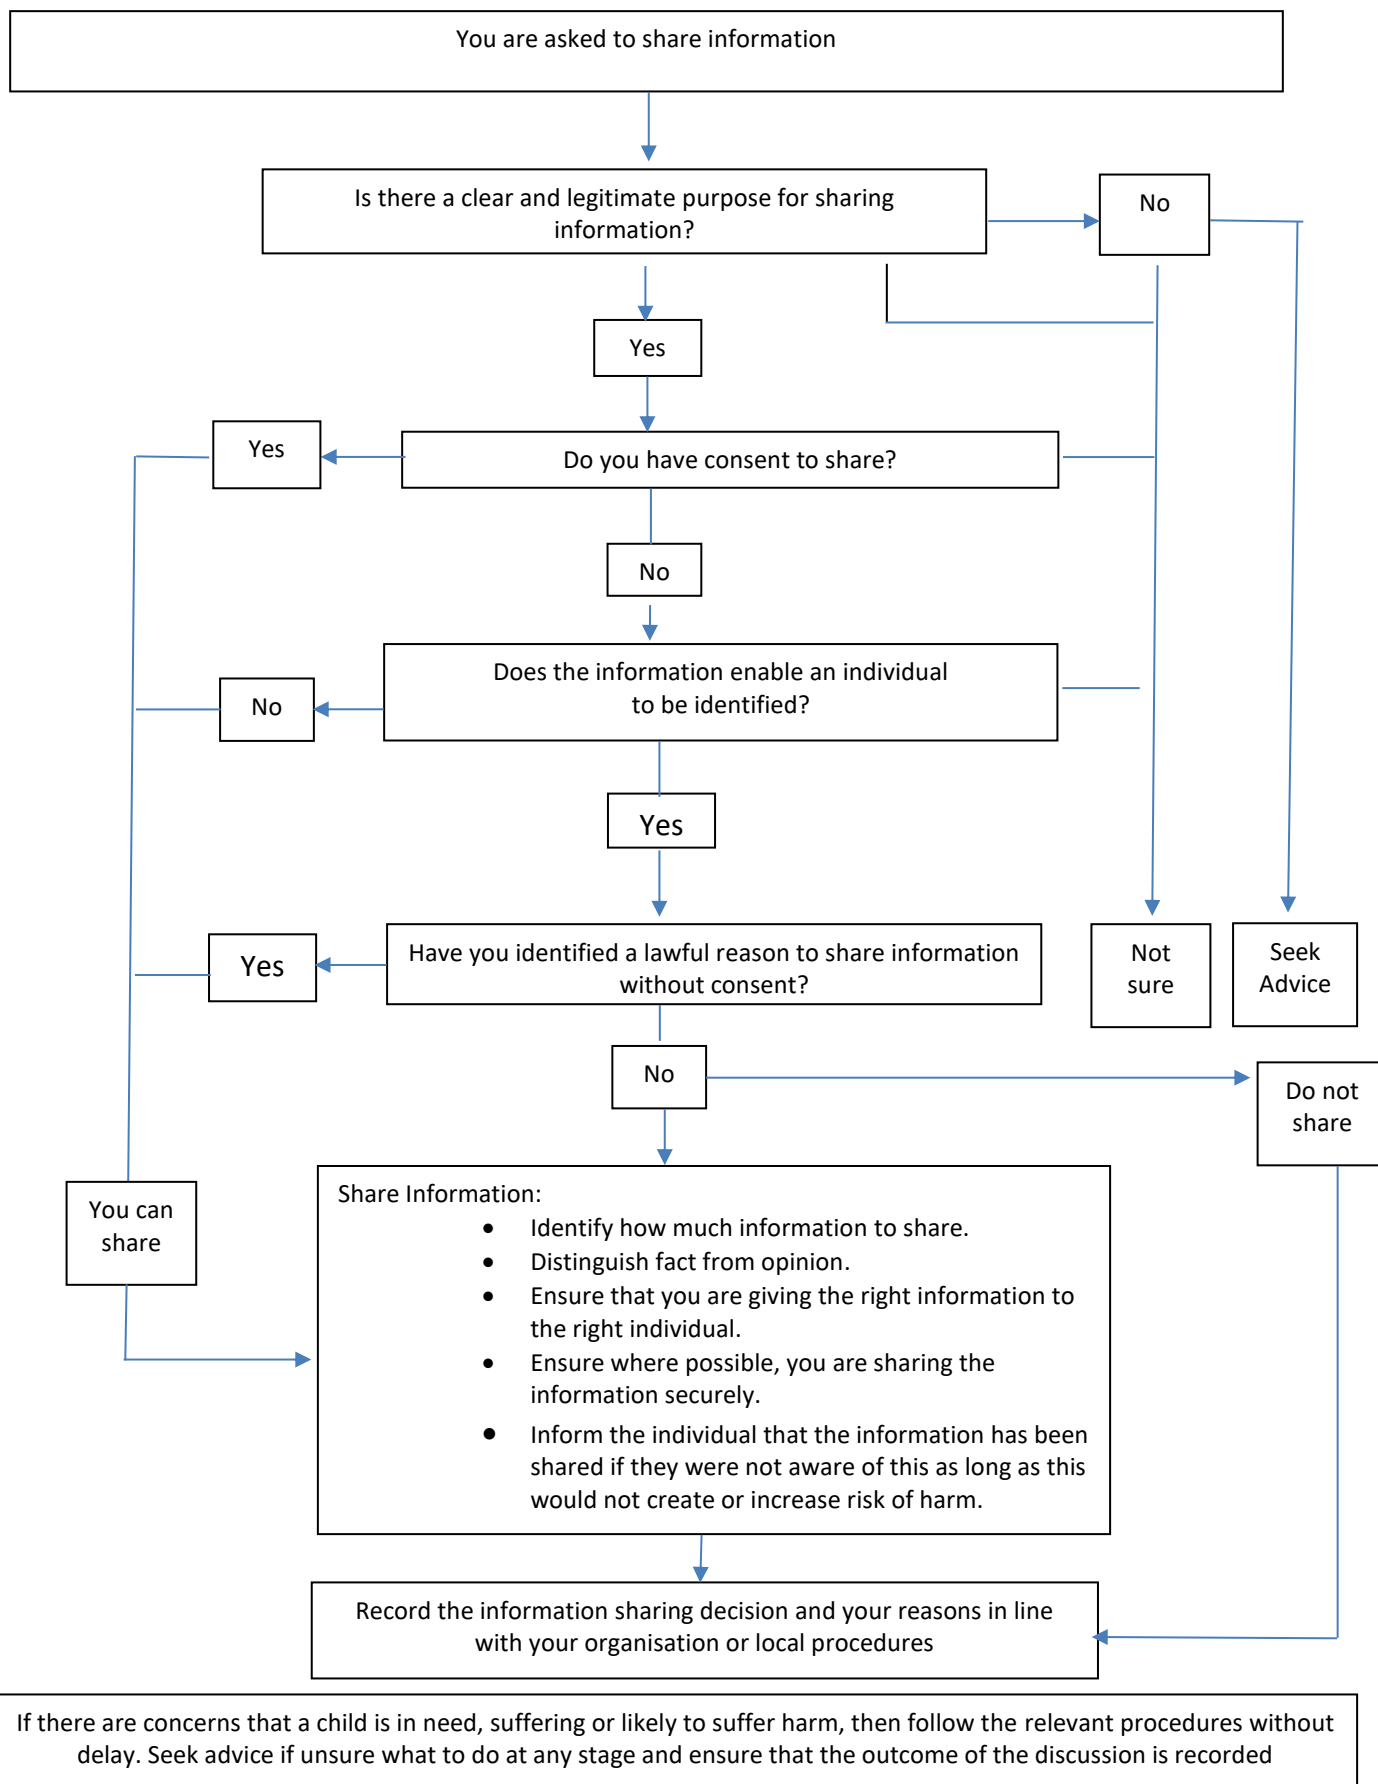 You are asked to share information
Is there a clear and legitimate purpose for sharing
information?
No
Yes
Yes
Do you have consent to share?
No
Does the information enable an individual
to be identified?
No
Yes
Have you identified a lawful reason to share information
without consent?
Yes
Not
sure
Seek
Advice
No
Do not
share
You can
share
Share Information:
• Identify how much information to share.
• Distinguish fact from opinion.
• Ensure that you are giving the right information to
the right individual.
• Ensure where possible, you are sharing the
information securely.
• Inform the individual that the information has been
shared if they were not aware of this as long as this
would not create or increase risk of harm.
Record the information sharing decision and your reasons in line
with your organisation or local procedures
If there are concerns that a child is in need, suffering or likely to suffer harm, then follow the relevant procedures without
delay. Seek advice if unsure what to do at any stage and ensure that the outcome of the discussion is recorded